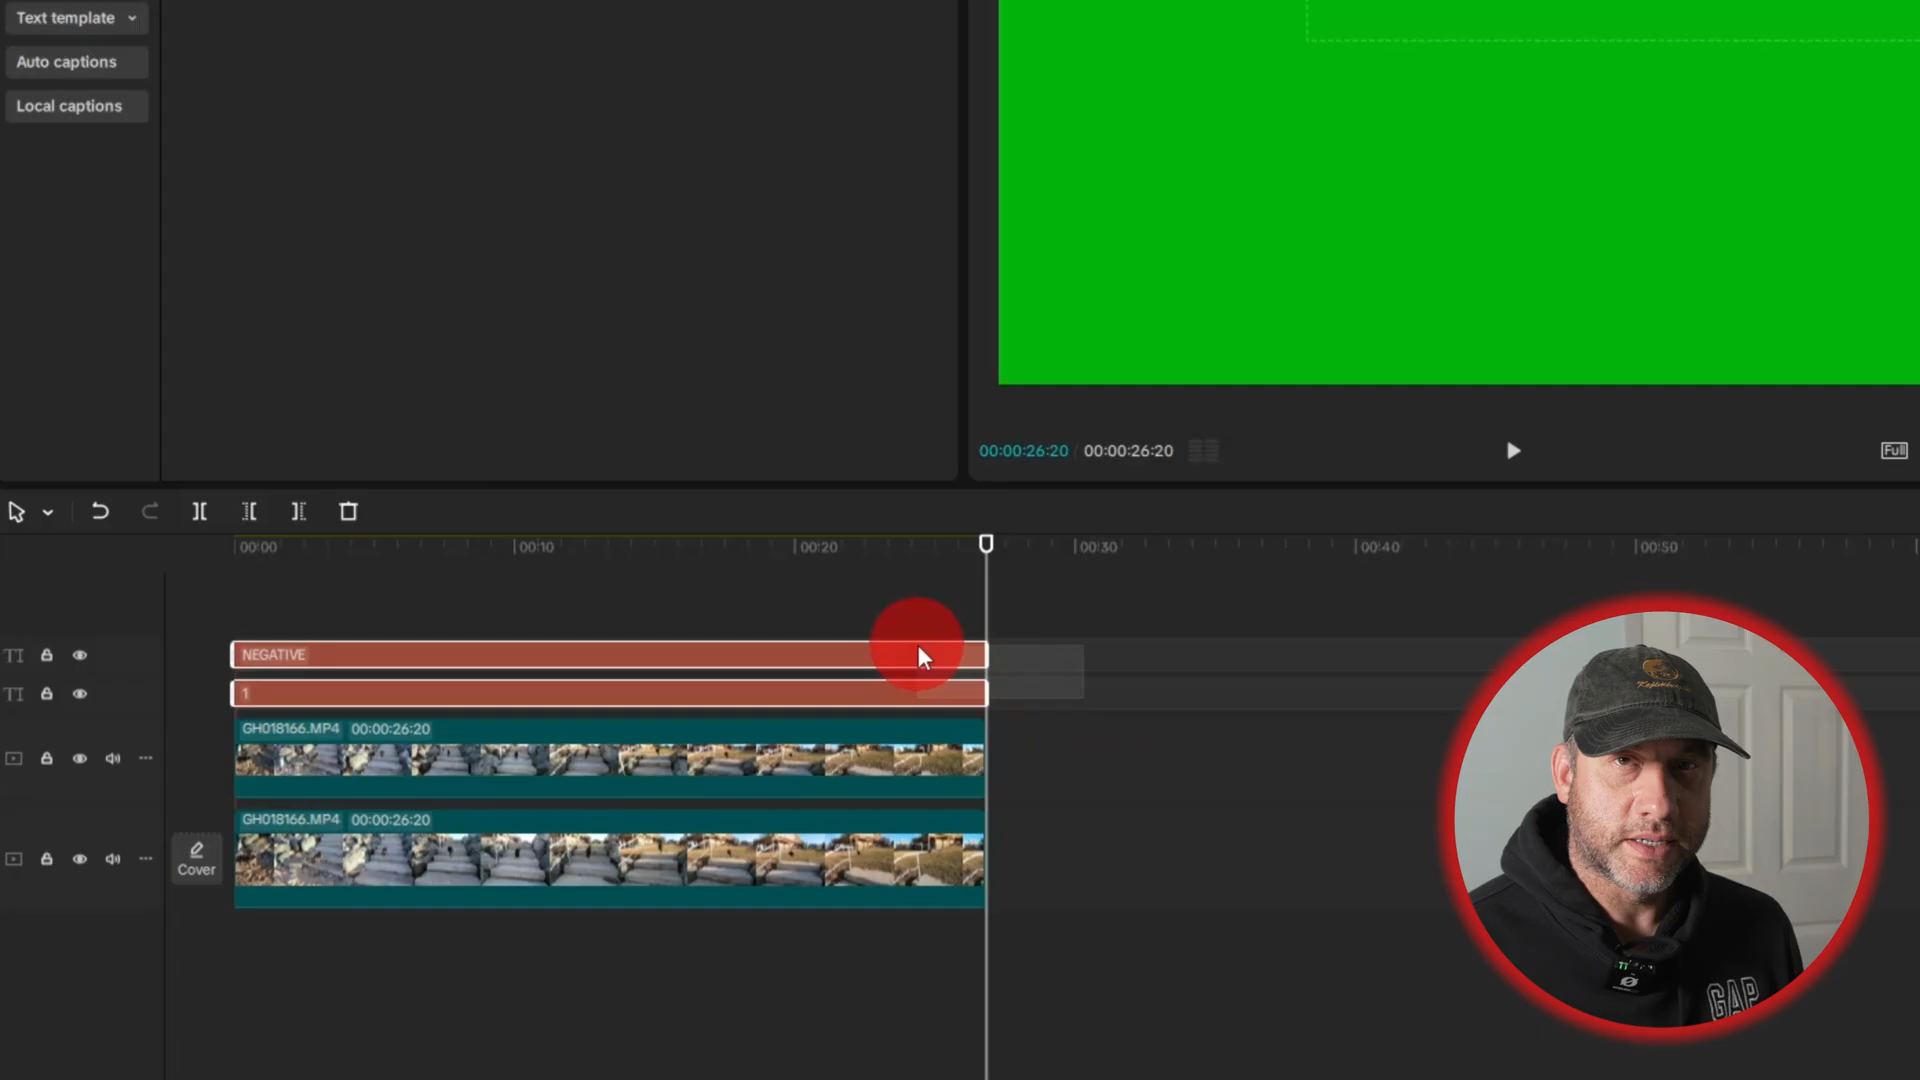 Text template
Auto captions
Local captions
00:00:26:20 / 00:00:26:20
Full
00:00
00:10
00:20
00:30
00:40
00:50
TI
NEGATIVE
TI
1
GH018166.MP4 00:00:26:20
GH018166.MP4 00:00:26:20
Cover
GAP